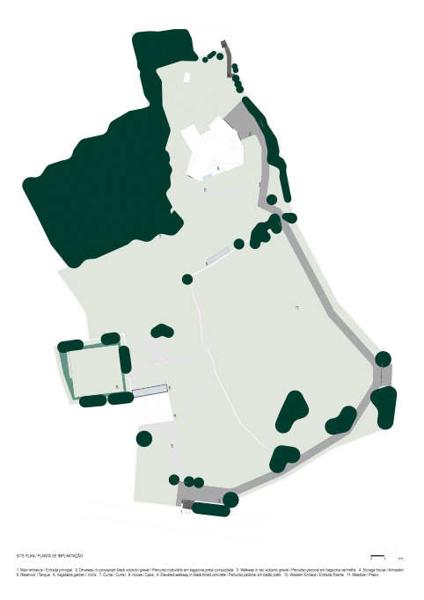 SITE PLAN / PLANTA DE IMPLANTAÇÃO
1 Main entrance / Entrada principal 2 Driveway in compacted black volcanic gravel / Percurso rodoviário em bagacina preta compactada 3 Walkway in red volcanic gravel / Percurso pedonal em bagacina vermelha 4 Storage house / Armazém
5 Reservoir / Tanque 6 Vegetable garden / Horta 7 Corral / Curral 8 House / Casa 9 Elevated walkway in black tinted concrete / Percurso pedonal em betão preto 10 Western Entrance / Entrada Poente 11 Meadow / Prado